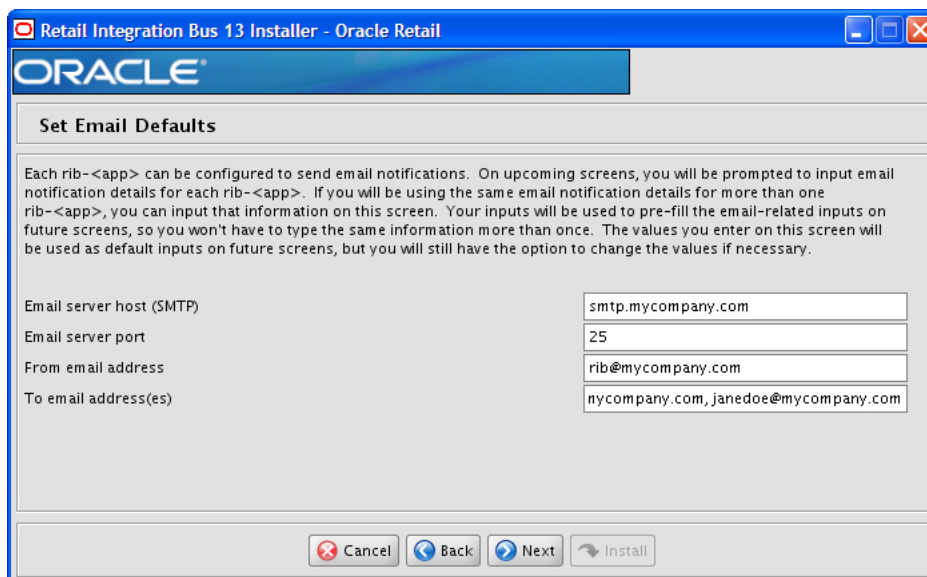 Retail Integration Bus 13 Installer - Oracle Retail
ORACLE®
Set Email Defaults
Each rib-<app> can be configured to send email notifications. On upcoming screens, you will be prompted to input email
notification details for each rib-<app>. If you will be using the same email notification details for more than one
rib-<app>, you can input that information on this screen. Your inputs will be used to pre-fill the email-related inputs on
future screens, so you won't have to type the same information more than once. The values you enter on this screen will
be used as default inputs on future screens, but you will still have the option to change the values if necessary.
Email server host (SMTP) smtp.mycompany.com
Email server port 25
From email address rib@mycompany.com
To email address(es) nycompany.com, janedoe@mycompany.com
Cancel Back Next Install